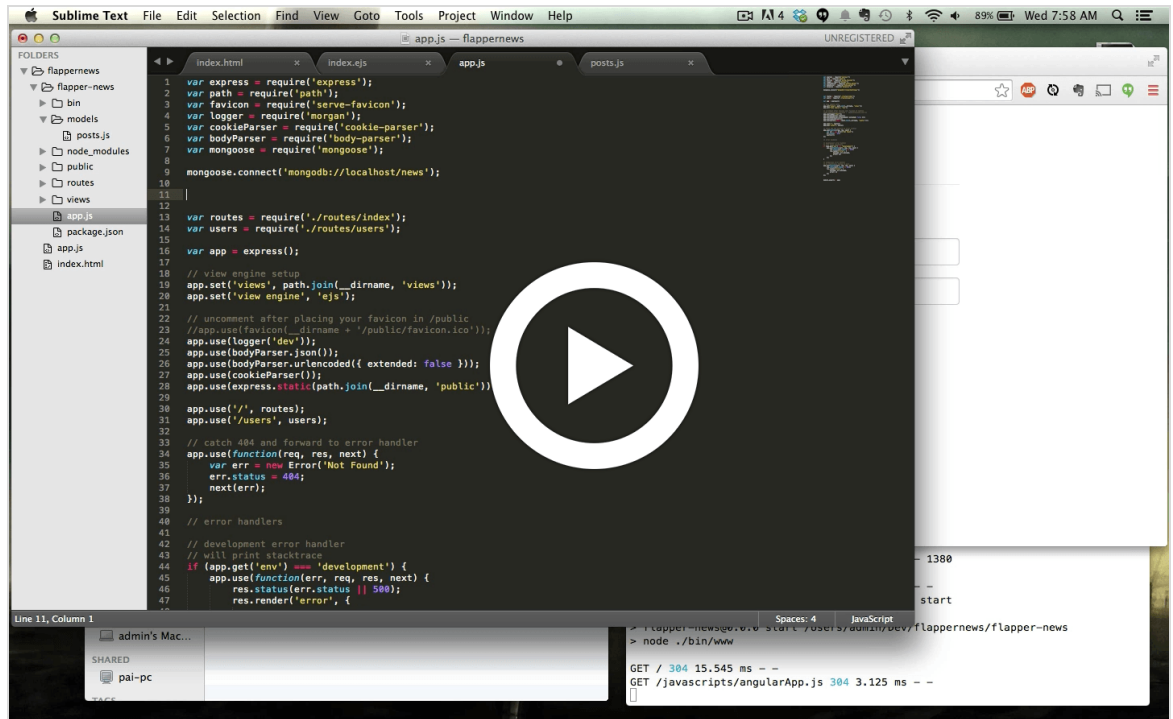 Sublime Text File Edit Selection Find View Goto Tools Project Window Help 4 89% Wed 7:58 AM
app.js — flappernews UNREGISTERED
FOLDERS
flappernews
flapper-news
bin
models
posts.js
node_modules
public
routes
views
app.js
package.json
app.js
index.html
index.html × index.ejs × app.js posts.js ×
1 var express = require('express');
2 var path = require('path');
3 var favicon = require('serve-favicon');
4 var logger = require('morgan');
5 var cookieParser = require('cookie-parser');
6 var bodyParser = require('body-parser');
7 var mongoose = require('mongoose');
8
9 mongoose.connect('mongodb://localhost/news');
10
11
12
13 var routes = require('./routes/index');
14 var users = require('./routes/users');
15
16 var app = express();
17
18 // view engine setup
19 app.set('views', path.join(__dirname, 'views'));
20 app.set('view engine', 'ejs');
21
22 // uncomment after placing your favicon in /public
23 //app.use(favicon(__dirname + '/public/favicon.ico'));
24 app.use(logger('dev'));
25 app.use(bodyParser.json());
26 app.use(bodyParser.urlencoded({ extended: false }));
27 app.use(cookieParser());
28 app.use(express.static(path.join(__dirname, 'public'))
29
30 app.use('/', routes);
31 app.use('/users', users);
32
33 // catch 404 and forward to error handler
34 app.use(function(req, res, next) {
35 var err = new Error('Not Found');
36 err.status = 404;
37 next(err);
38 });
39
40 // error handlers
41
42 // development error handler
43 // will print stacktrace
44 if (app.get('env') === 'development') {
45 app.use(function(err, req, res, next) {
46 res.status(err.status || 500);
47 res.render('error', {
Line 11, Column 1 Spaces: 4 JavaScript
ABP
– 1380
– –
start
> flapper-news@0.0.0 start /Users/admin/Dev/flappernews/flapper-news
> node ./bin/www
GET / 304 15.545 ms – –
GET /javascripts/angularApp.js 304 3.125 ms – –
admin's Mac...
SHARED
pai-pc
TAGS